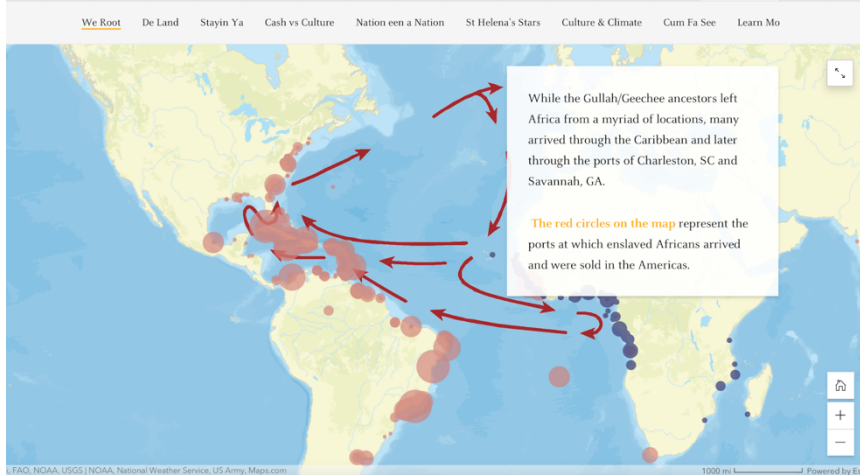 We Root De Land Stayin Ya Cash vs Culture Nation een a Nation St Helena's Stars Culture & Climate Cum Fa See Learn Mo
While the Gullah/Geechee ancestors left
Africa from a myriad of locations, many
arrived through the Caribbean and later
through the ports of Charleston, SC and
Savannah, GA.
The red circles on the map represent the
ports at which enslaved Africans arrived
and were sold in the Americas.
, FAO, NOAA, USGS | NOAA, National Weather Service, US Army, Maps.com 1000 mi Powered by Es